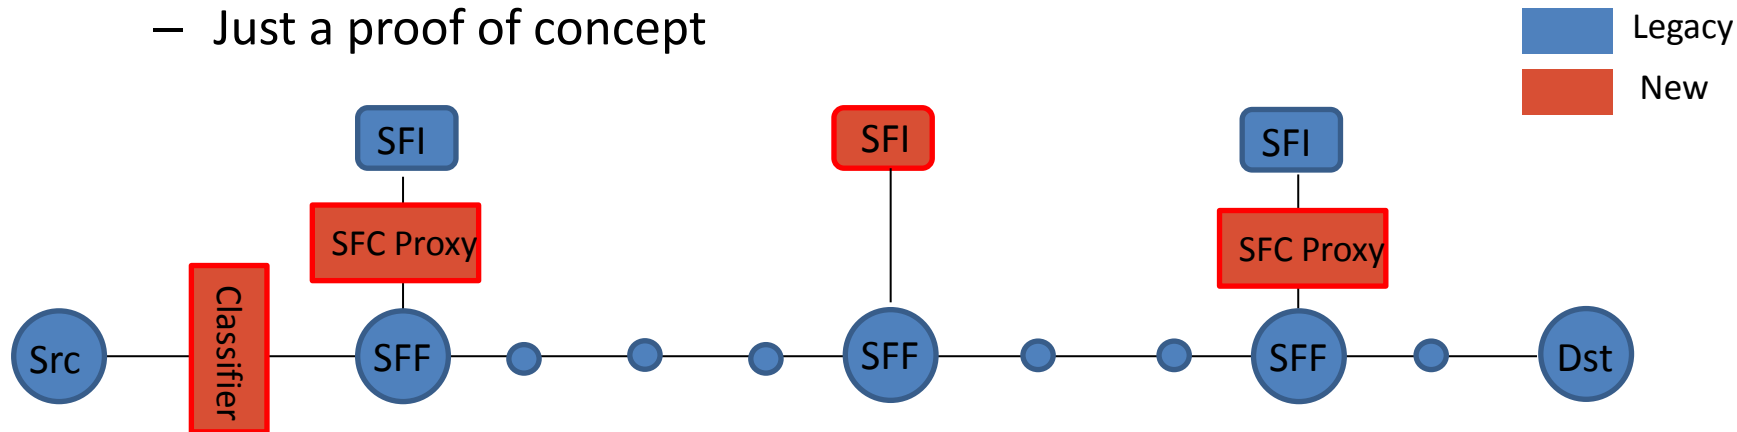 – Just a proof of concept
Legacy
New
SFI
SFI
SFI
SFC Proxy
SFC Proxy
Classifier
Src
SFF
SFF
SFF
Dst